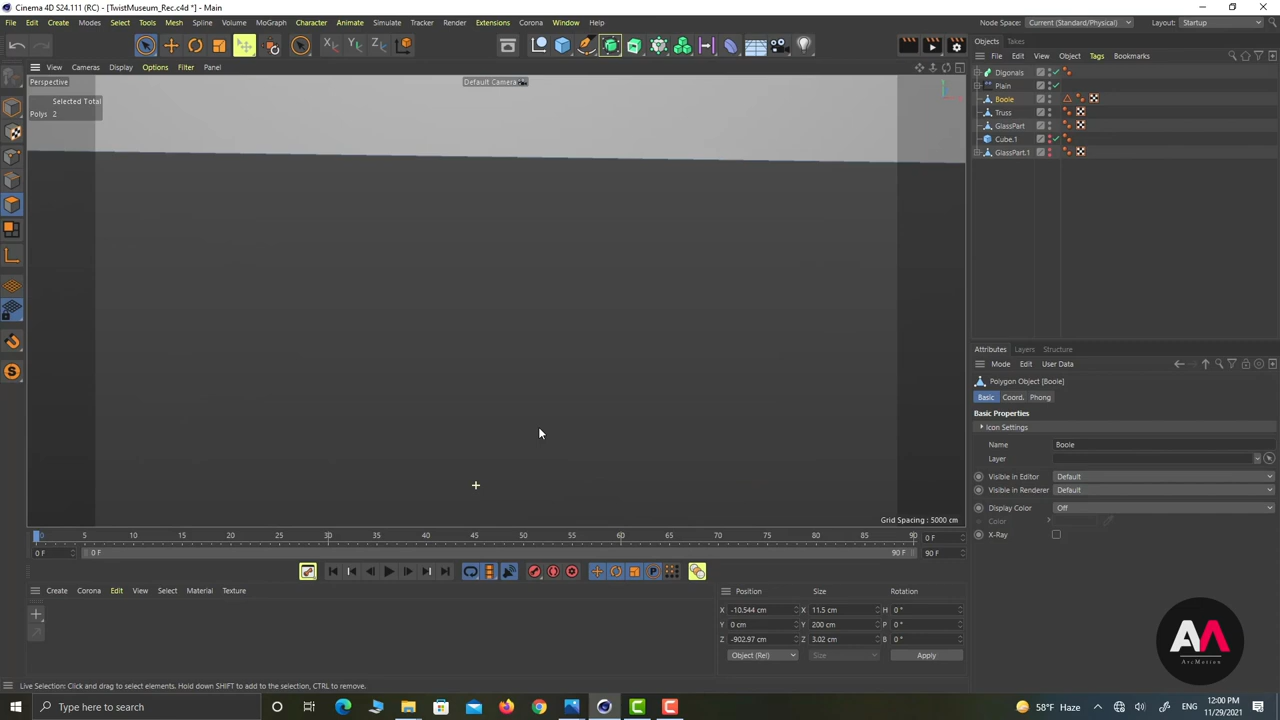 Cinema 4D S24.111 (RC) - [TwistMuseum_Rec.c4d *] - Main
File Edit Create Modes Select Tools Mesh Spline Volume MoGraph Character Animate Simulate Tracker Render Extensions Corona Window Help
Node Space: Current (Standard/Physical) Layout: Startup
Objects Takes
File Edit View Object Tags Bookmarks
View Cameras Display Options Filter Panel
Perspective
Default Camera
Selected Total
Polys 2
Digonals
Plain
Boole
Truss
GlassPart
Cube.1
GlassPart.1
Attributes Layers Structure
Mode Edit User Data
Polygon Object [Boole]
Basic Coord. Phong
Basic Properties
Icon Settings
Name Boole
Layer
Visible in Editor Default
Visible in Renderer Default
Display Color Off
Color
X-Ray
Grid Spacing : 5000 cm
0 5 10 15 20 25 30 35 40 45 50 55 60 65 70 75 80 85 90 0 F
0 F 0 F 90 F 90 F
Create Corona Edit View Select Material Texture
Position Size Rotation
X -10.544 cm X 11.5 cm H 0 °
Y 0 cm Y 200 cm P 0 °
Z -902.97 cm Z 3.02 cm B 0 °
Object (Rel) Size Apply
Live Selection: Click and drag to select elements. Hold down SHIFT to add to the selection, CTRL to remove.
ArcMotion
Type here to search
58°F Haze ENG
12:00 PM
11/29/2021